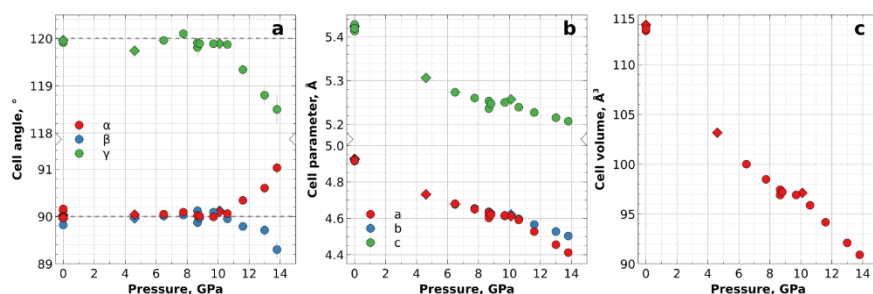 a
Cell angle, °
120
119
118
91
90
89
α
β
γ
0 2 4 6 8 10 12 14
Pressure, GPa
b
Cell parameter, Å
5.4
5.3
5.2
5.0
4.8
4.6
4.4
a
b
c
0 2 4 6 8 10 12 14
Pressure, GPa
c
Cell volume, Å³
115
110
105
100
95
90
0 2 4 6 8 10 12 14
Pressure, GPa